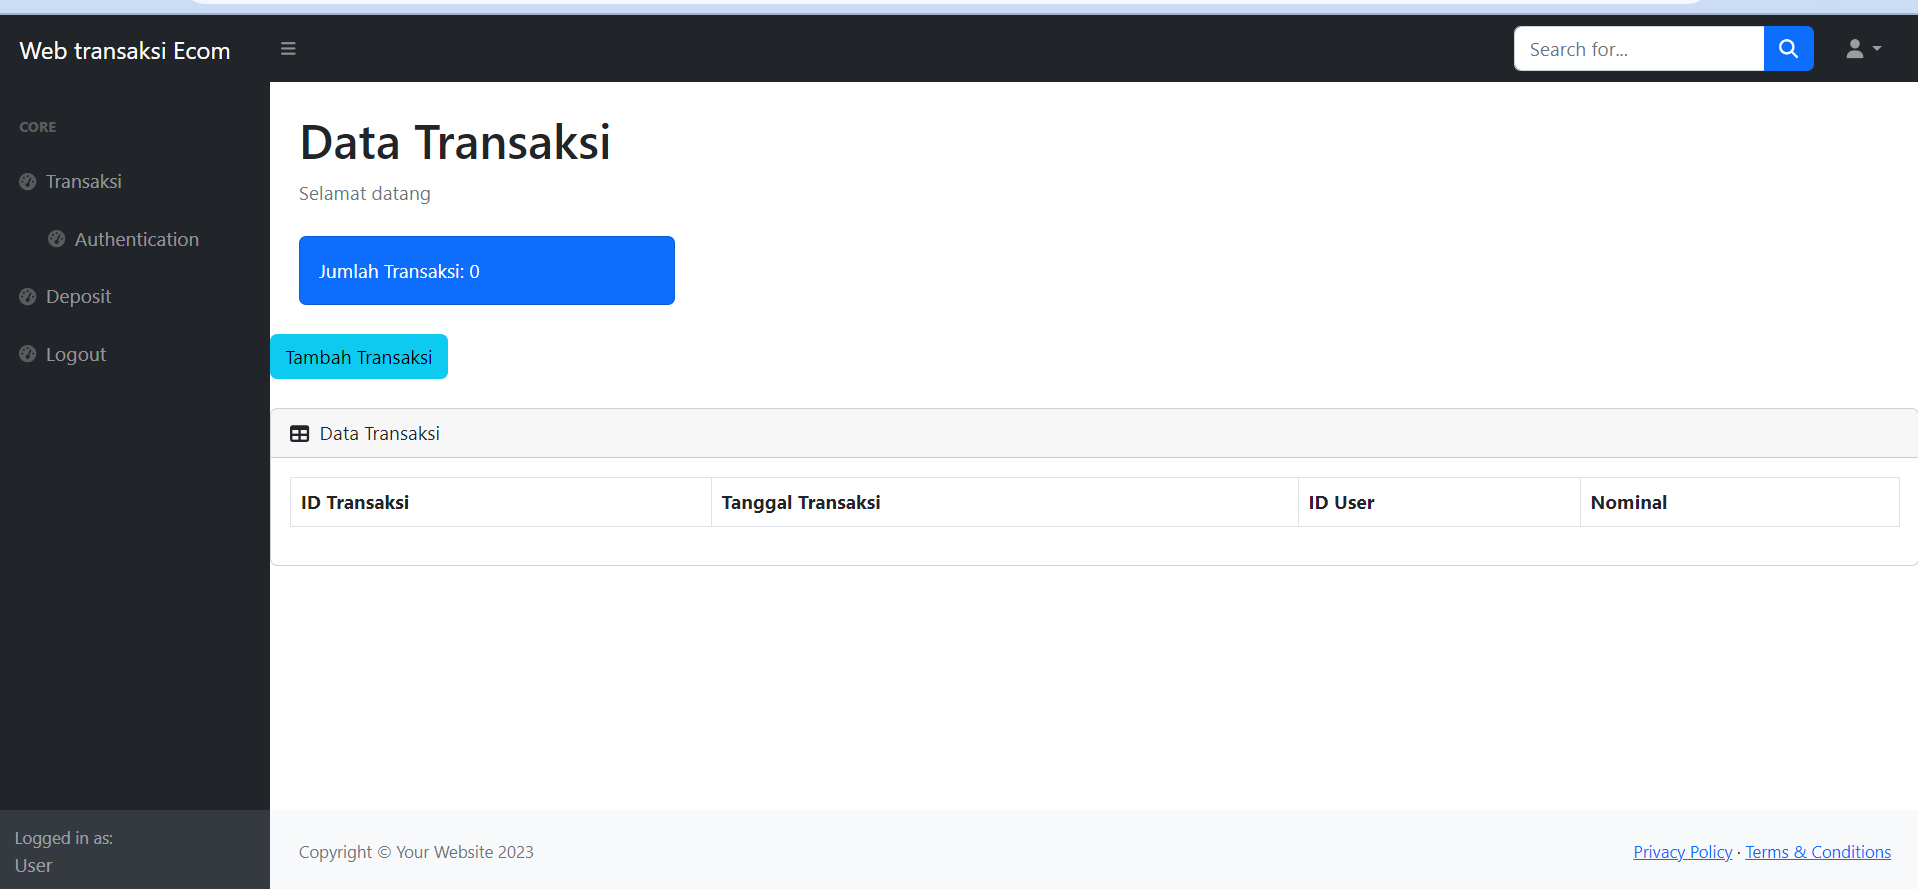 Web transaksi Ecom
Search for...
CORE
Transaksi
Authentication
Deposit
Logout
Data Transaksi
Selamat datang
Jumlah Transaksi: 0
Tambah Transaksi
Data Transaksi
ID Transaksi Tanggal Transaksi ID User Nominal
Logged in as:
User
Copyright © Your Website 2023
Privacy Policy · Terms & Conditions